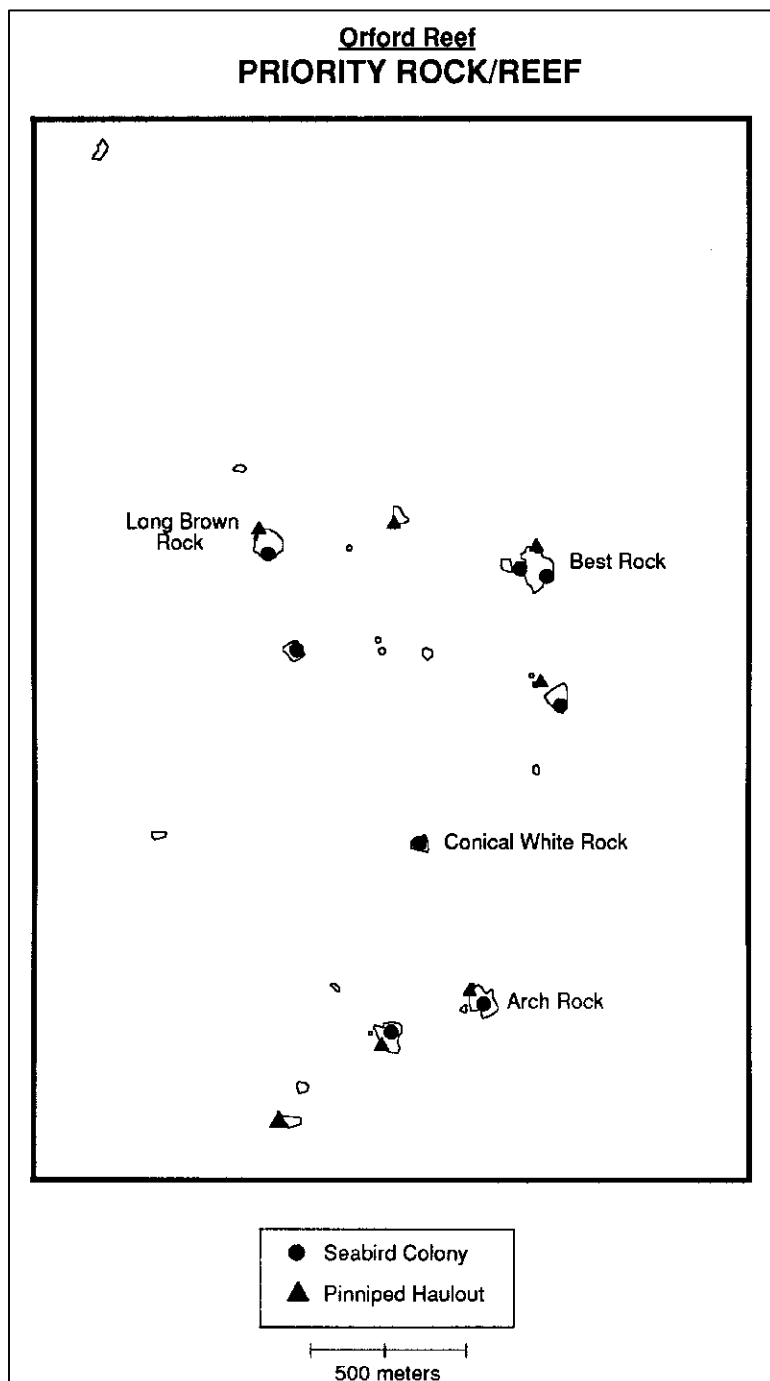 Orford Reef
PRIORITY ROCK/REEF
Long Brown
Rock
Best Rock
Conical White Rock
Arch Rock
Seabird Colony
Pinniped Haulout
500 meters